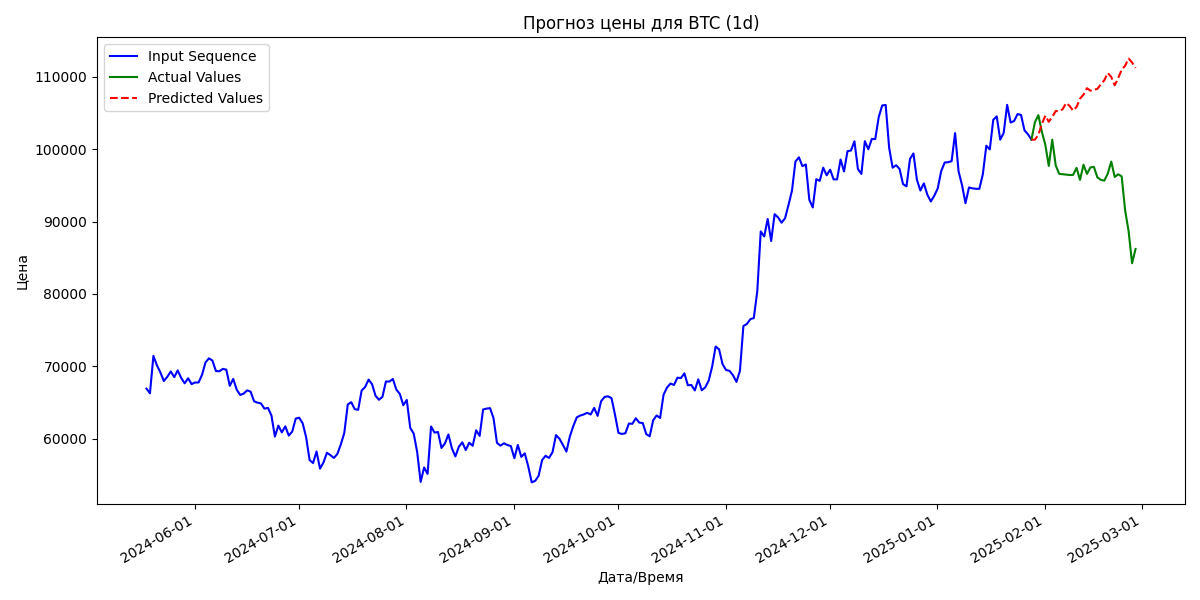 Прогноз цены для BTC (1d)
Input Sequence
Actual Values
Predicted Values
Цена
110000
100000
90000
80000
70000
60000
2024-06-01
2024-07-01
2024-08-01
2024-09-01
2024-10-01
2024-11-01
2024-12-01
2025-01-01
2025-02-01
2025-03-01
Дата/Время